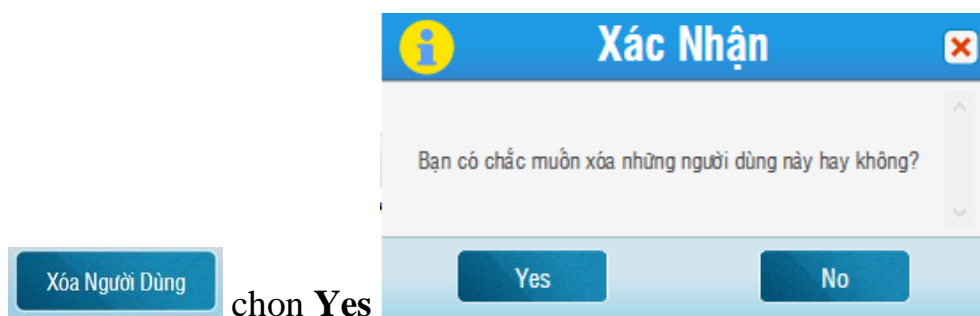 Xác Nhận
Bạn có chắc muốn xóa những người dùng này hay không?
Xóa Người Dùng chon Yes
Yes No